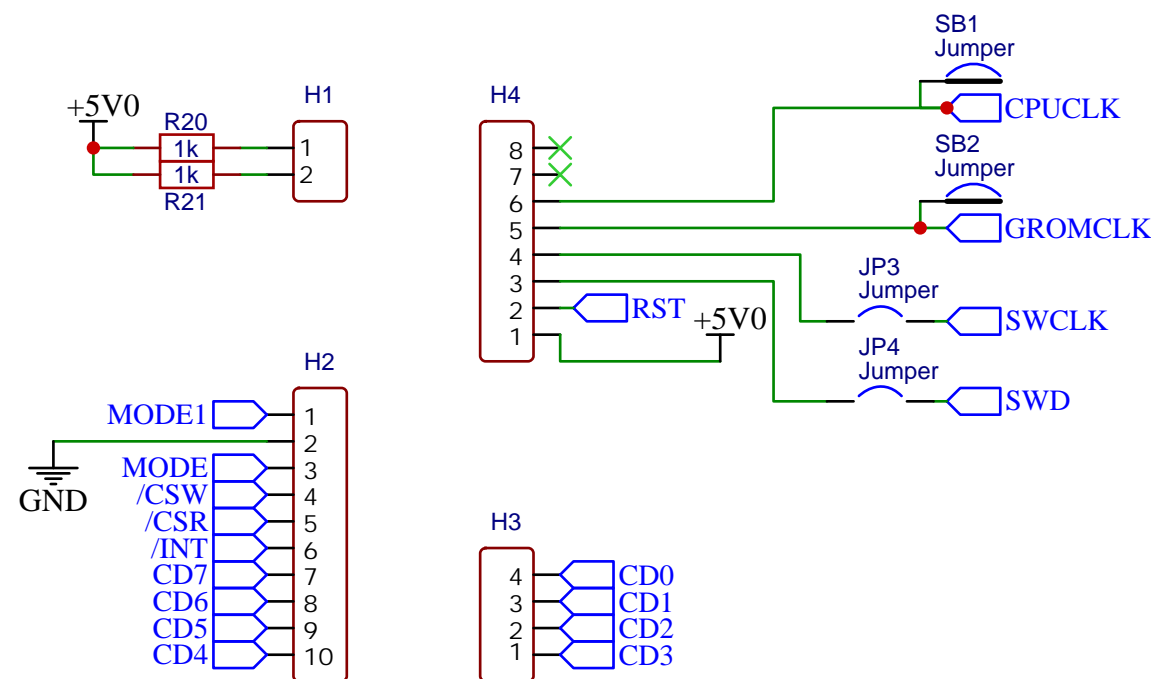 SB1
Jumper
CPUCLK
SB2
Jumper
GROMCLK
JP3
Jumper
SWCLK
JP4
Jumper
SWD
+5V0
R20
1k
1k
R21
H1
1
2
H4
8
7
6
5
4
3
2
1
RST
+5V0
H2
MODE1
1
2
GND
MODE
3
/CSW
4
/CSR
5
/INT
6
CD7
7
CD6
8
CD5
9
CD4
10
H3
4
CD0
3
CD1
2
CD2
1
CD3